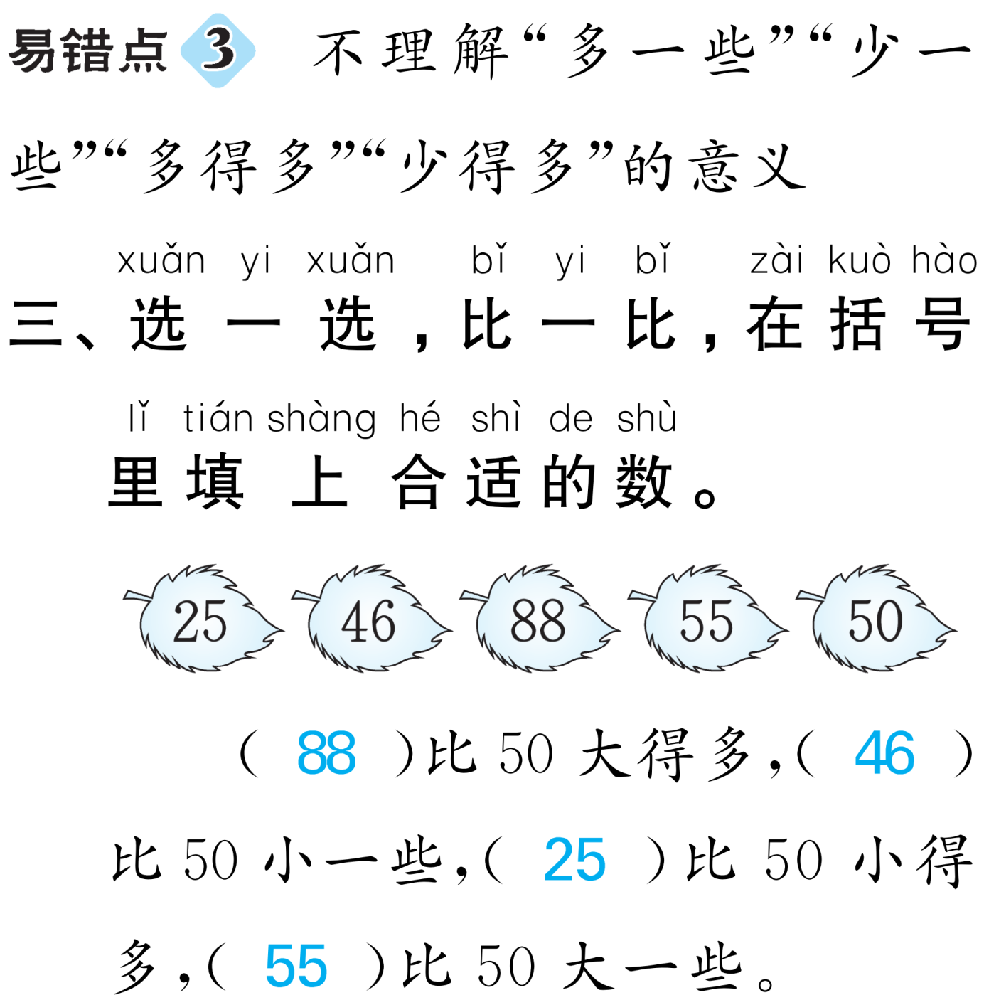 易错点3 不理解“多一些”“少一
些”“多得多”“少得多”的意义
xuǎn yi xuǎn bǐ yi bǐ zài kuò hào
三、选一选,比一比,在括号
lǐ tián shàng hé shì de shù
里填上合适的数。
25 46 88 55 50
( 88 )比 50 大得多,( 46 )
比 50 小一些,( 25 )比 50 小得
多,( 55 )比 50 大一些。